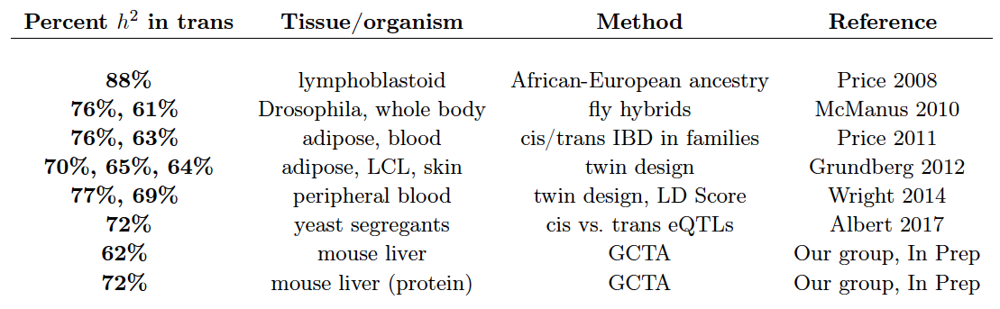 Percent h² in trans Tissue/organism Method Reference
88% lymphoblastoid African-European ancestry Price 2008
76%, 61% Drosophila, whole body fly hybrids McManus 2010
76%, 63% adipose, blood cis/trans IBD in families Price 2011
70%, 65%, 64% adipose, LCL, skin twin design Grundberg 2012
77%, 69% peripheral blood twin design, LD Score Wright 2014
72% yeast segregants cis vs. trans eQTLs Albert 2017
62% mouse liver GCTA Our group, In Prep
72% mouse liver (protein) GCTA Our group, In Prep